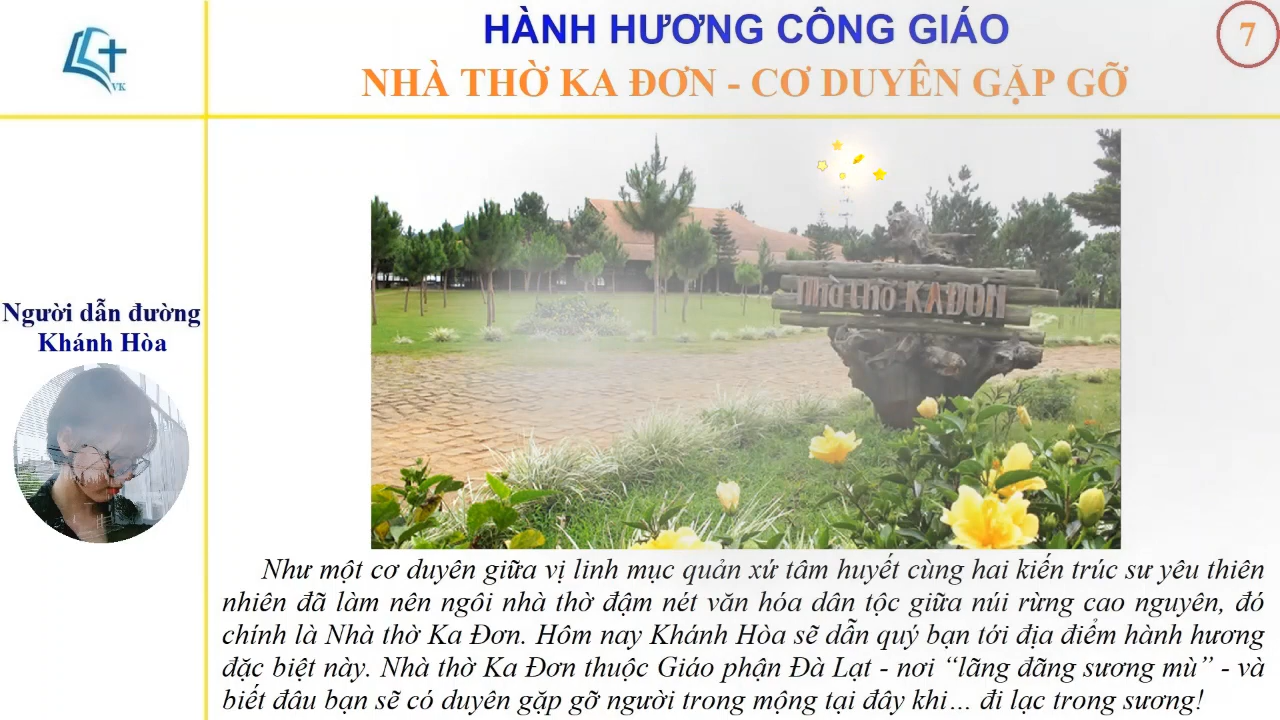 HÀNH HƯƠNG CÔNG GIÁO
7
NHÀ THỜ KA ĐƠN - CƠ DUYÊN GẶP GỠ
VK
Người dẫn đường
Khánh Hòa
Nhà thờ KAĐƠN
Như một cơ duyên giữa vị linh mục quản xứ tâm huyết cùng hai kiến trúc sư yêu thiên
nhiên đã làm nên ngôi nhà thờ đậm nét văn hóa dân tộc giữa núi rừng cao nguyên, đó
chính là Nhà thờ Ka Đơn. Hôm nay Khánh Hòa sẽ dẫn quý bạn tới địa điểm hành hương
đặc biệt này. Nhà thờ Ka Đơn thuộc Giáo phận Đà Lạt - nơi “lãng đãng sương mù” - và
biết đâu bạn sẽ có duyên gặp gỡ người trong mộng tại đây khi… đi lạc trong sương!